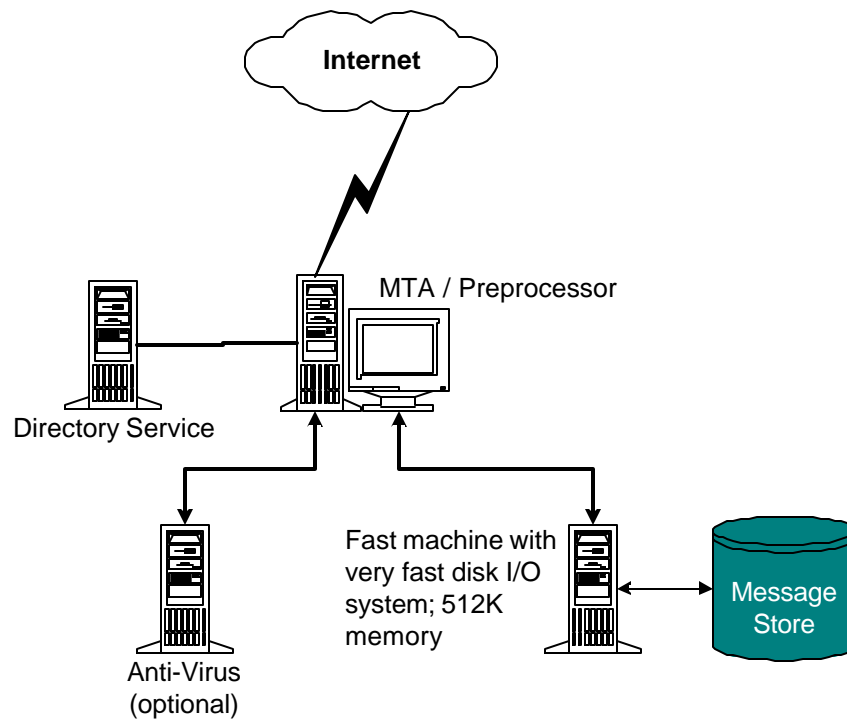 Internet
MTA / Preprocessor
Directory Service
Fast machine with
very fast disk I/O
system; 512K
memory
Message
Store
Anti-Virus
(optional)